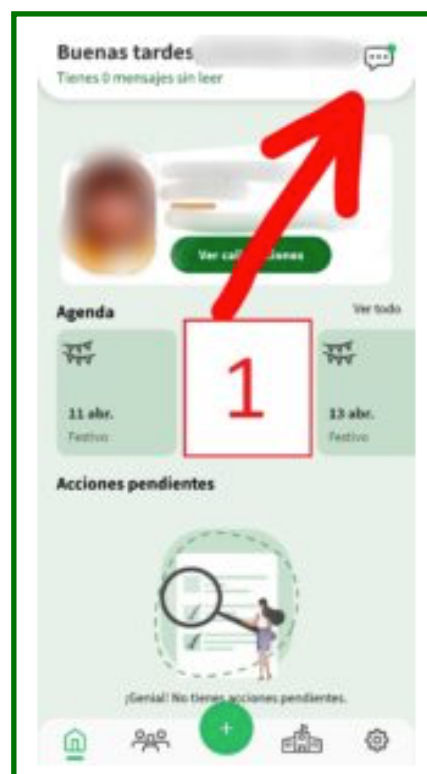 Buenas tardes
Tienes 0 mensajes sin leer
Ver calificaciones
Agenda
Ver todo
11 abr.
Festivo
1
13 abr.
Festivo
Acciones pendientes
¡Genial! No tienes acciones pendientes.
+